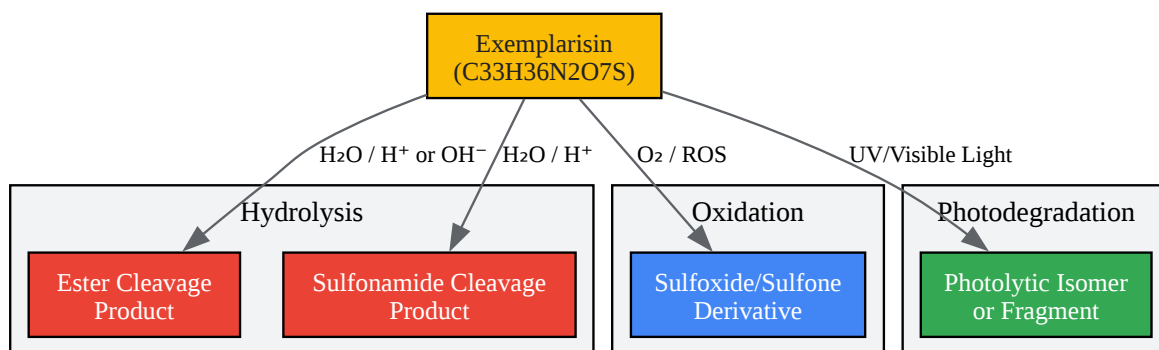 Exemplarisin
(C33H36N2O7S)
H₂O / H⁺ or OH⁻
H₂O / H⁺
O₂ / ROS
UV/Visible Light
Hydrolysis
Oxidation
Photodegradation
Ester Cleavage
Product
Sulfonamide Cleavage
Product
Sulfoxide/Sulfone
Derivative
Photolytic Isomer
or Fragment